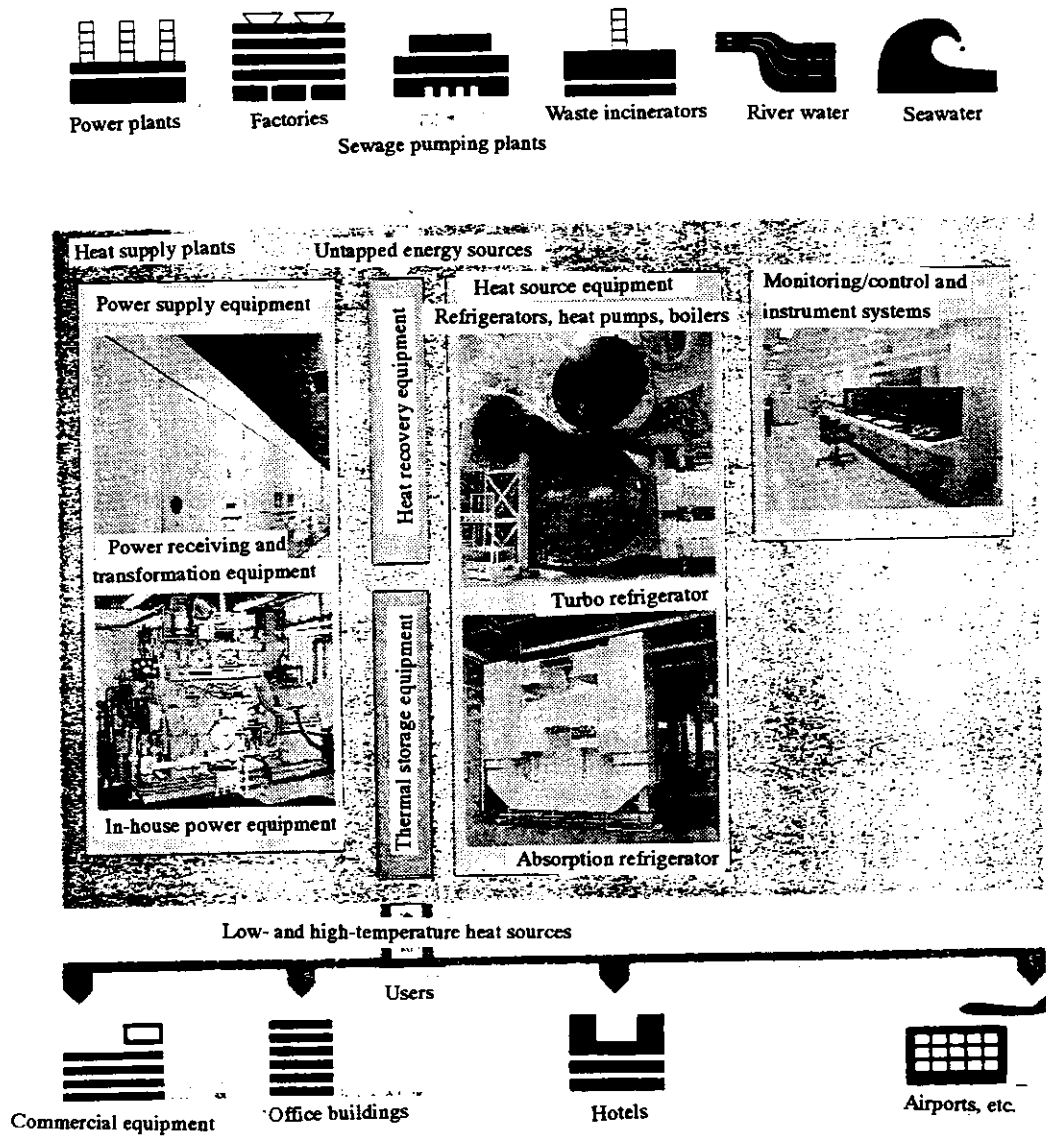 Power plants
Factories
Sewage pumping plants
Waste incinerators
River water
Seawater
Heat supply plants
Untapped energy sources
Power supply equipment
Power receiving and
transformation equipment
In-house power equipment
Heat recovery equipment
Thermal storage equipment
Heat source equipment
Refrigerators, heat pumps, boilers
Turbo refrigerator
Absorption refrigerator
Monitoring/control and
instrument systems
Low- and high-temperature heat sources
Users
Commercial equipment
Office buildings
Hotels
Airports, etc.